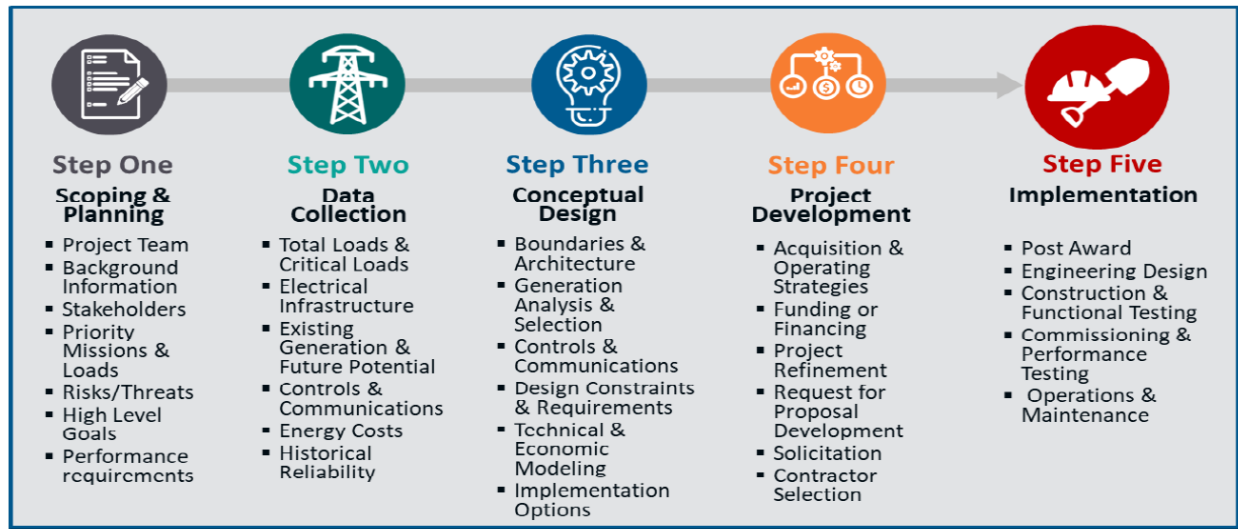 Step One
Scoping &
Planning
▪ Project Team
▪ Background
Information
▪ Stakeholders
▪ Priority
Missions &
Loads
▪ Risks/Threats
▪ High Level
Goals
▪ Performance
requirements
Step Two
Data
Collection
▪ Total Loads &
Critical Loads
▪ Electrical
Infrastructure
▪ Existing
Generation &
Future Potential
▪ Controls &
Communications
▪ Energy Costs
▪ Historical
Reliability
Step Three
Conceptual
Design
▪ Boundaries &
Architecture
▪ Generation
Analysis &
Selection
▪ Controls &
Communications
▪ Design Constraints
& Requirements
▪ Technical &
Economic
Modeling
▪ Implementation
Options
$
Step Four
Project
Development
▪ Acquisition &
Operating
Strategies
▪ Funding or
Financing
▪ Project
Refinement
▪ Request for
Proposal
Development
▪ Solicitation
▪ Contractor
Selection
Step Five
Implementation
▪ Post Award
▪ Engineering Design
▪ Construction &
Functional Testing
▪ Commissioning &
Performance
Testing
▪ Operations &
Maintenance